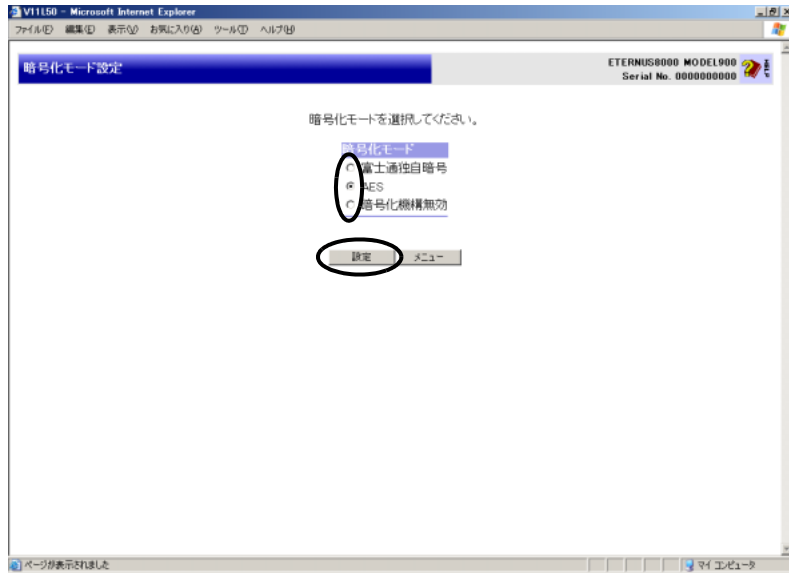 V11L50 - Microsoft Internet Explorer
ファイル(F) 編集(E) 表示(V) お気に入り(A) ツール(T) ヘルプ(H)
暗号化モード設定
ETERNUS8000 MODEL900
Serial No. 0000000000
HELP
暗号化モードを選択してください。
暗号化モード
富士通独自暗号
AES
暗号化機構無効
設定 メニュー
ページが表示されました
マイ コンピュータ